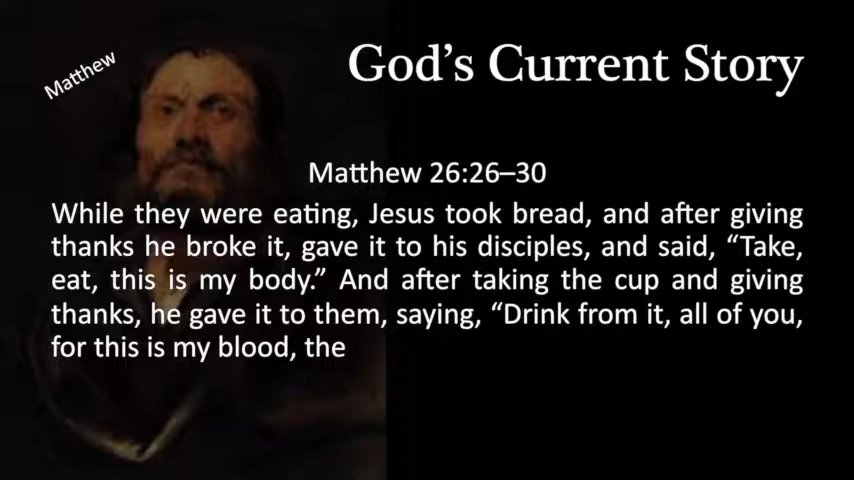 Matthew
God’s Current Story
Matthew 26:26–30
While they were eating, Jesus took bread, and after giving
thanks he broke it, gave it to his disciples, and said, “Take,
eat, this is my body.” And after taking the cup and giving
thanks, he gave it to them, saying, “Drink from it, all of you,
for this is my blood, the